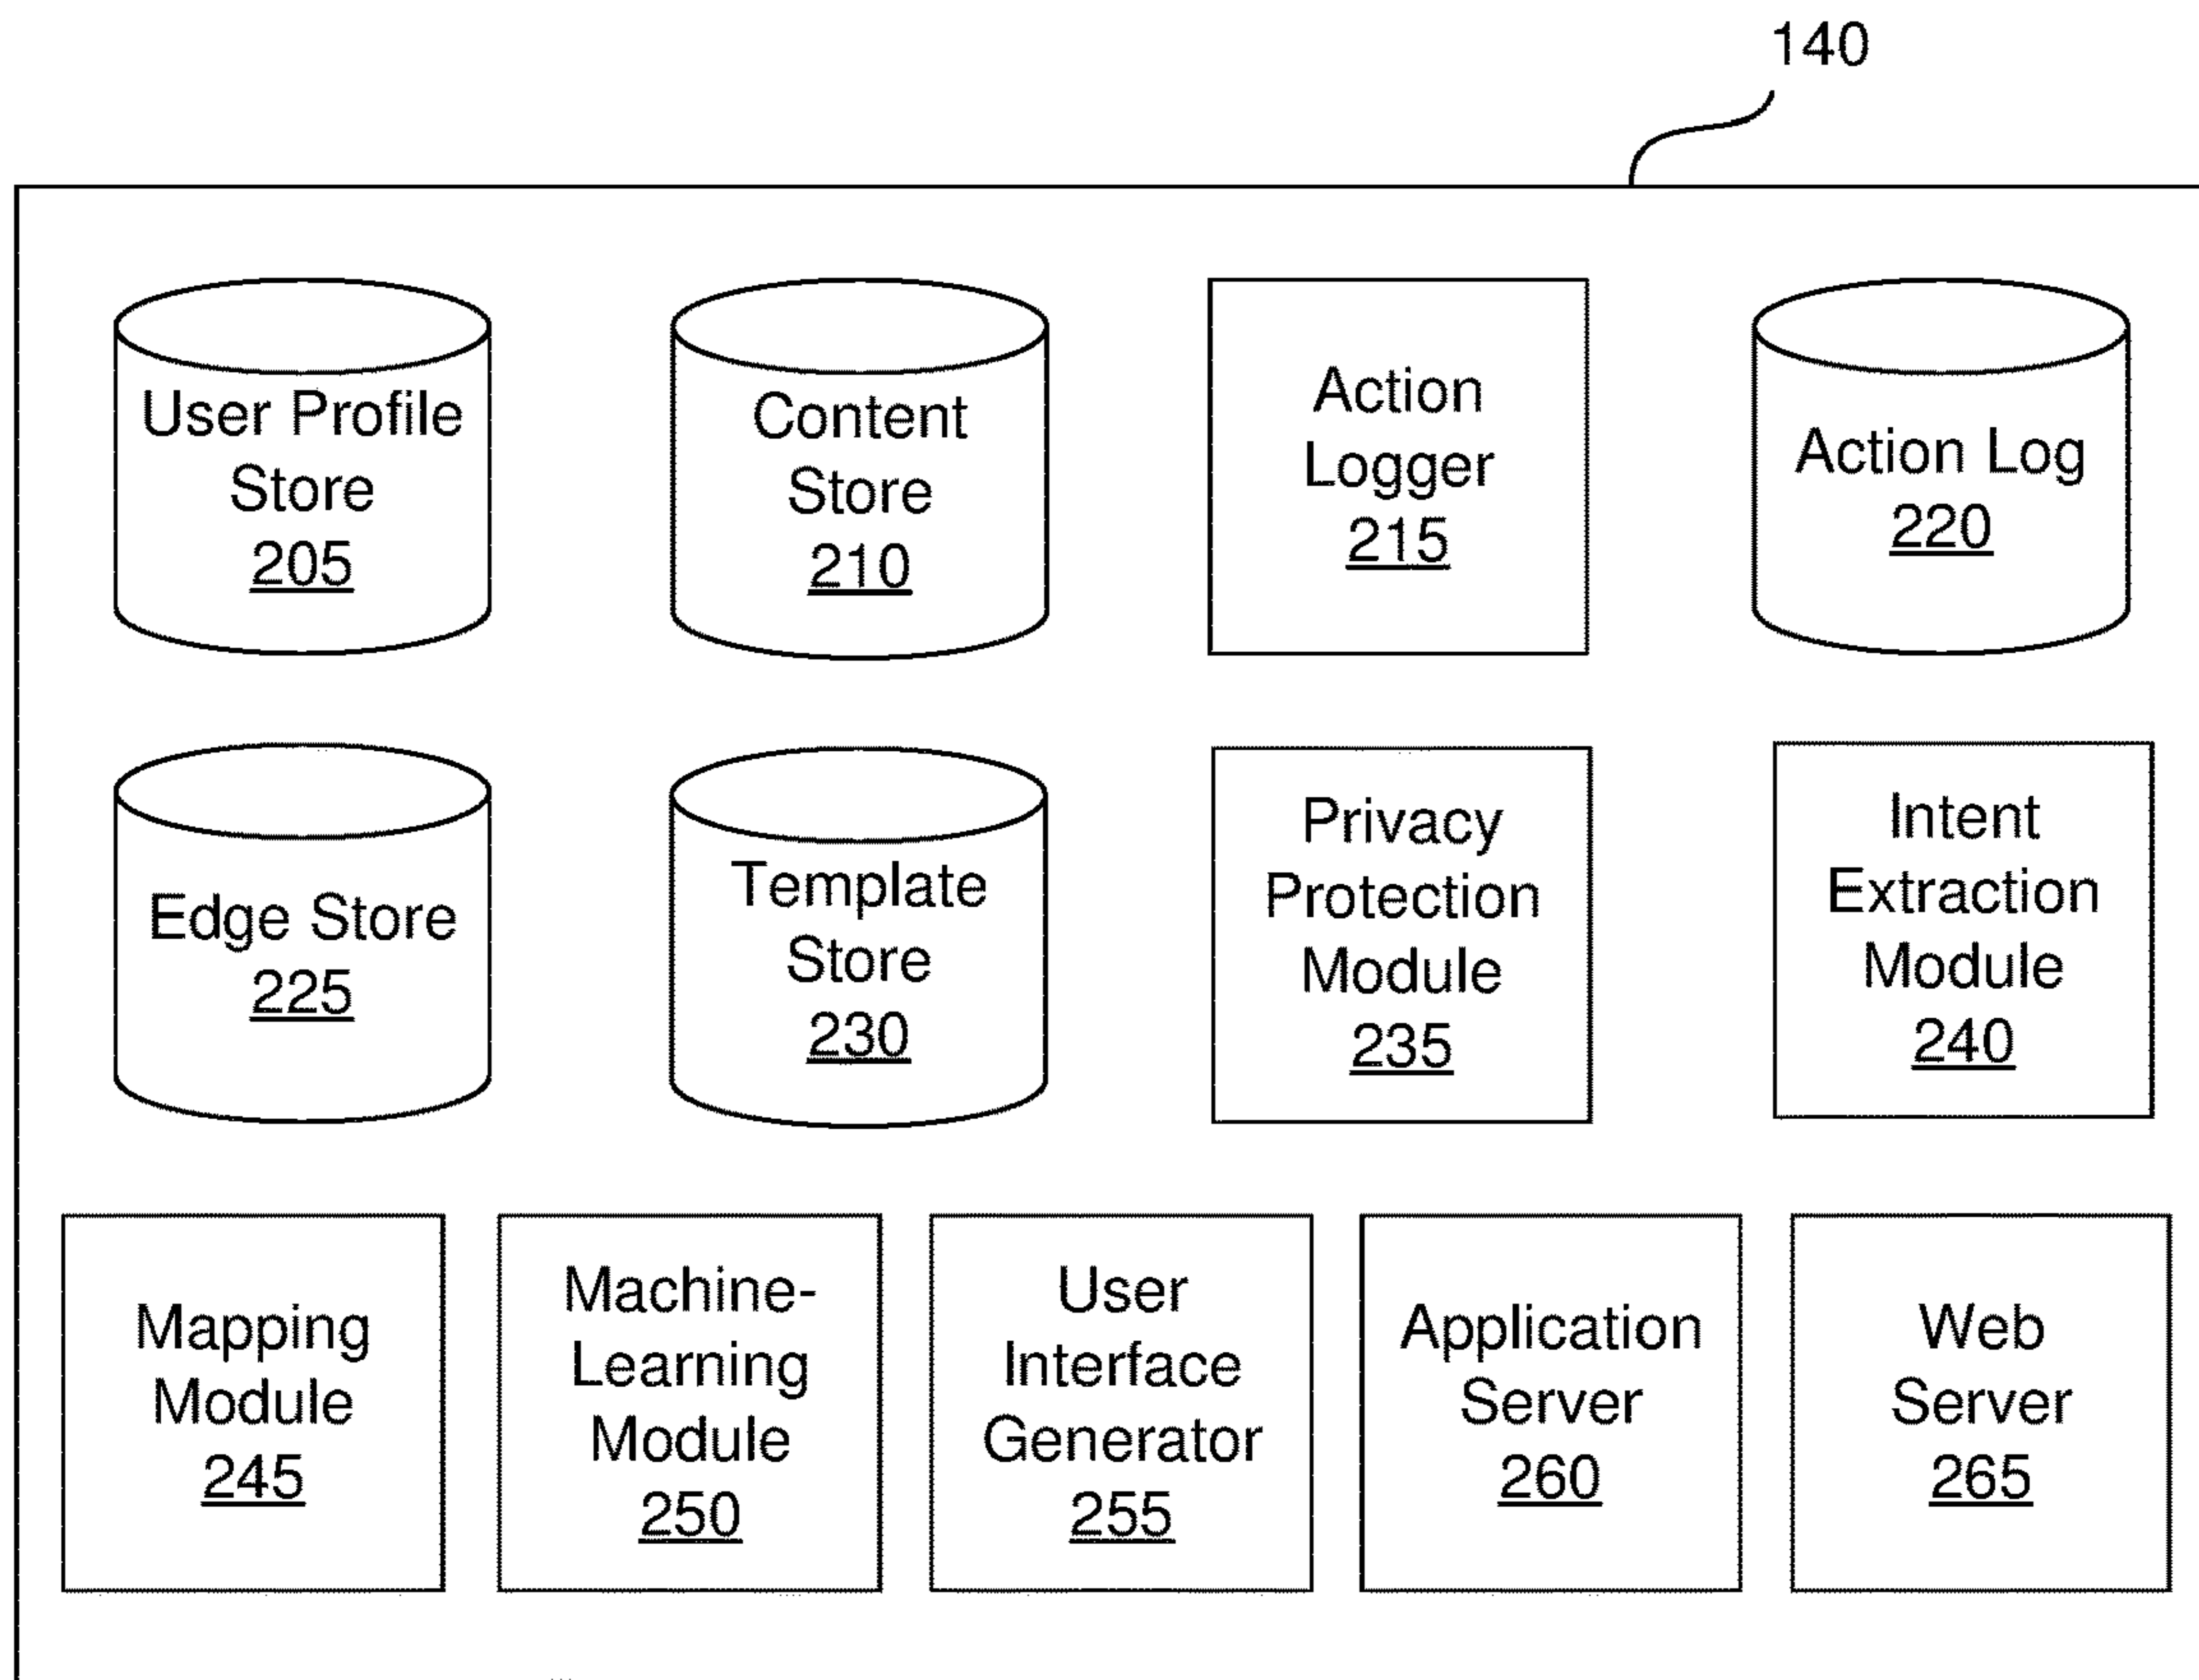 140
User Profile
Store
205
Content
Store
210
Action
Logger
215
Action Log
220
Edge Store
225
Template
Store
230
Privacy
Protection
Module
235
Intent
Extraction
Module
240
Mapping
Module
245
Machine-
Learning
Module
250
User
Interface
Generator
255
Application
Server
260
Web
Server
265